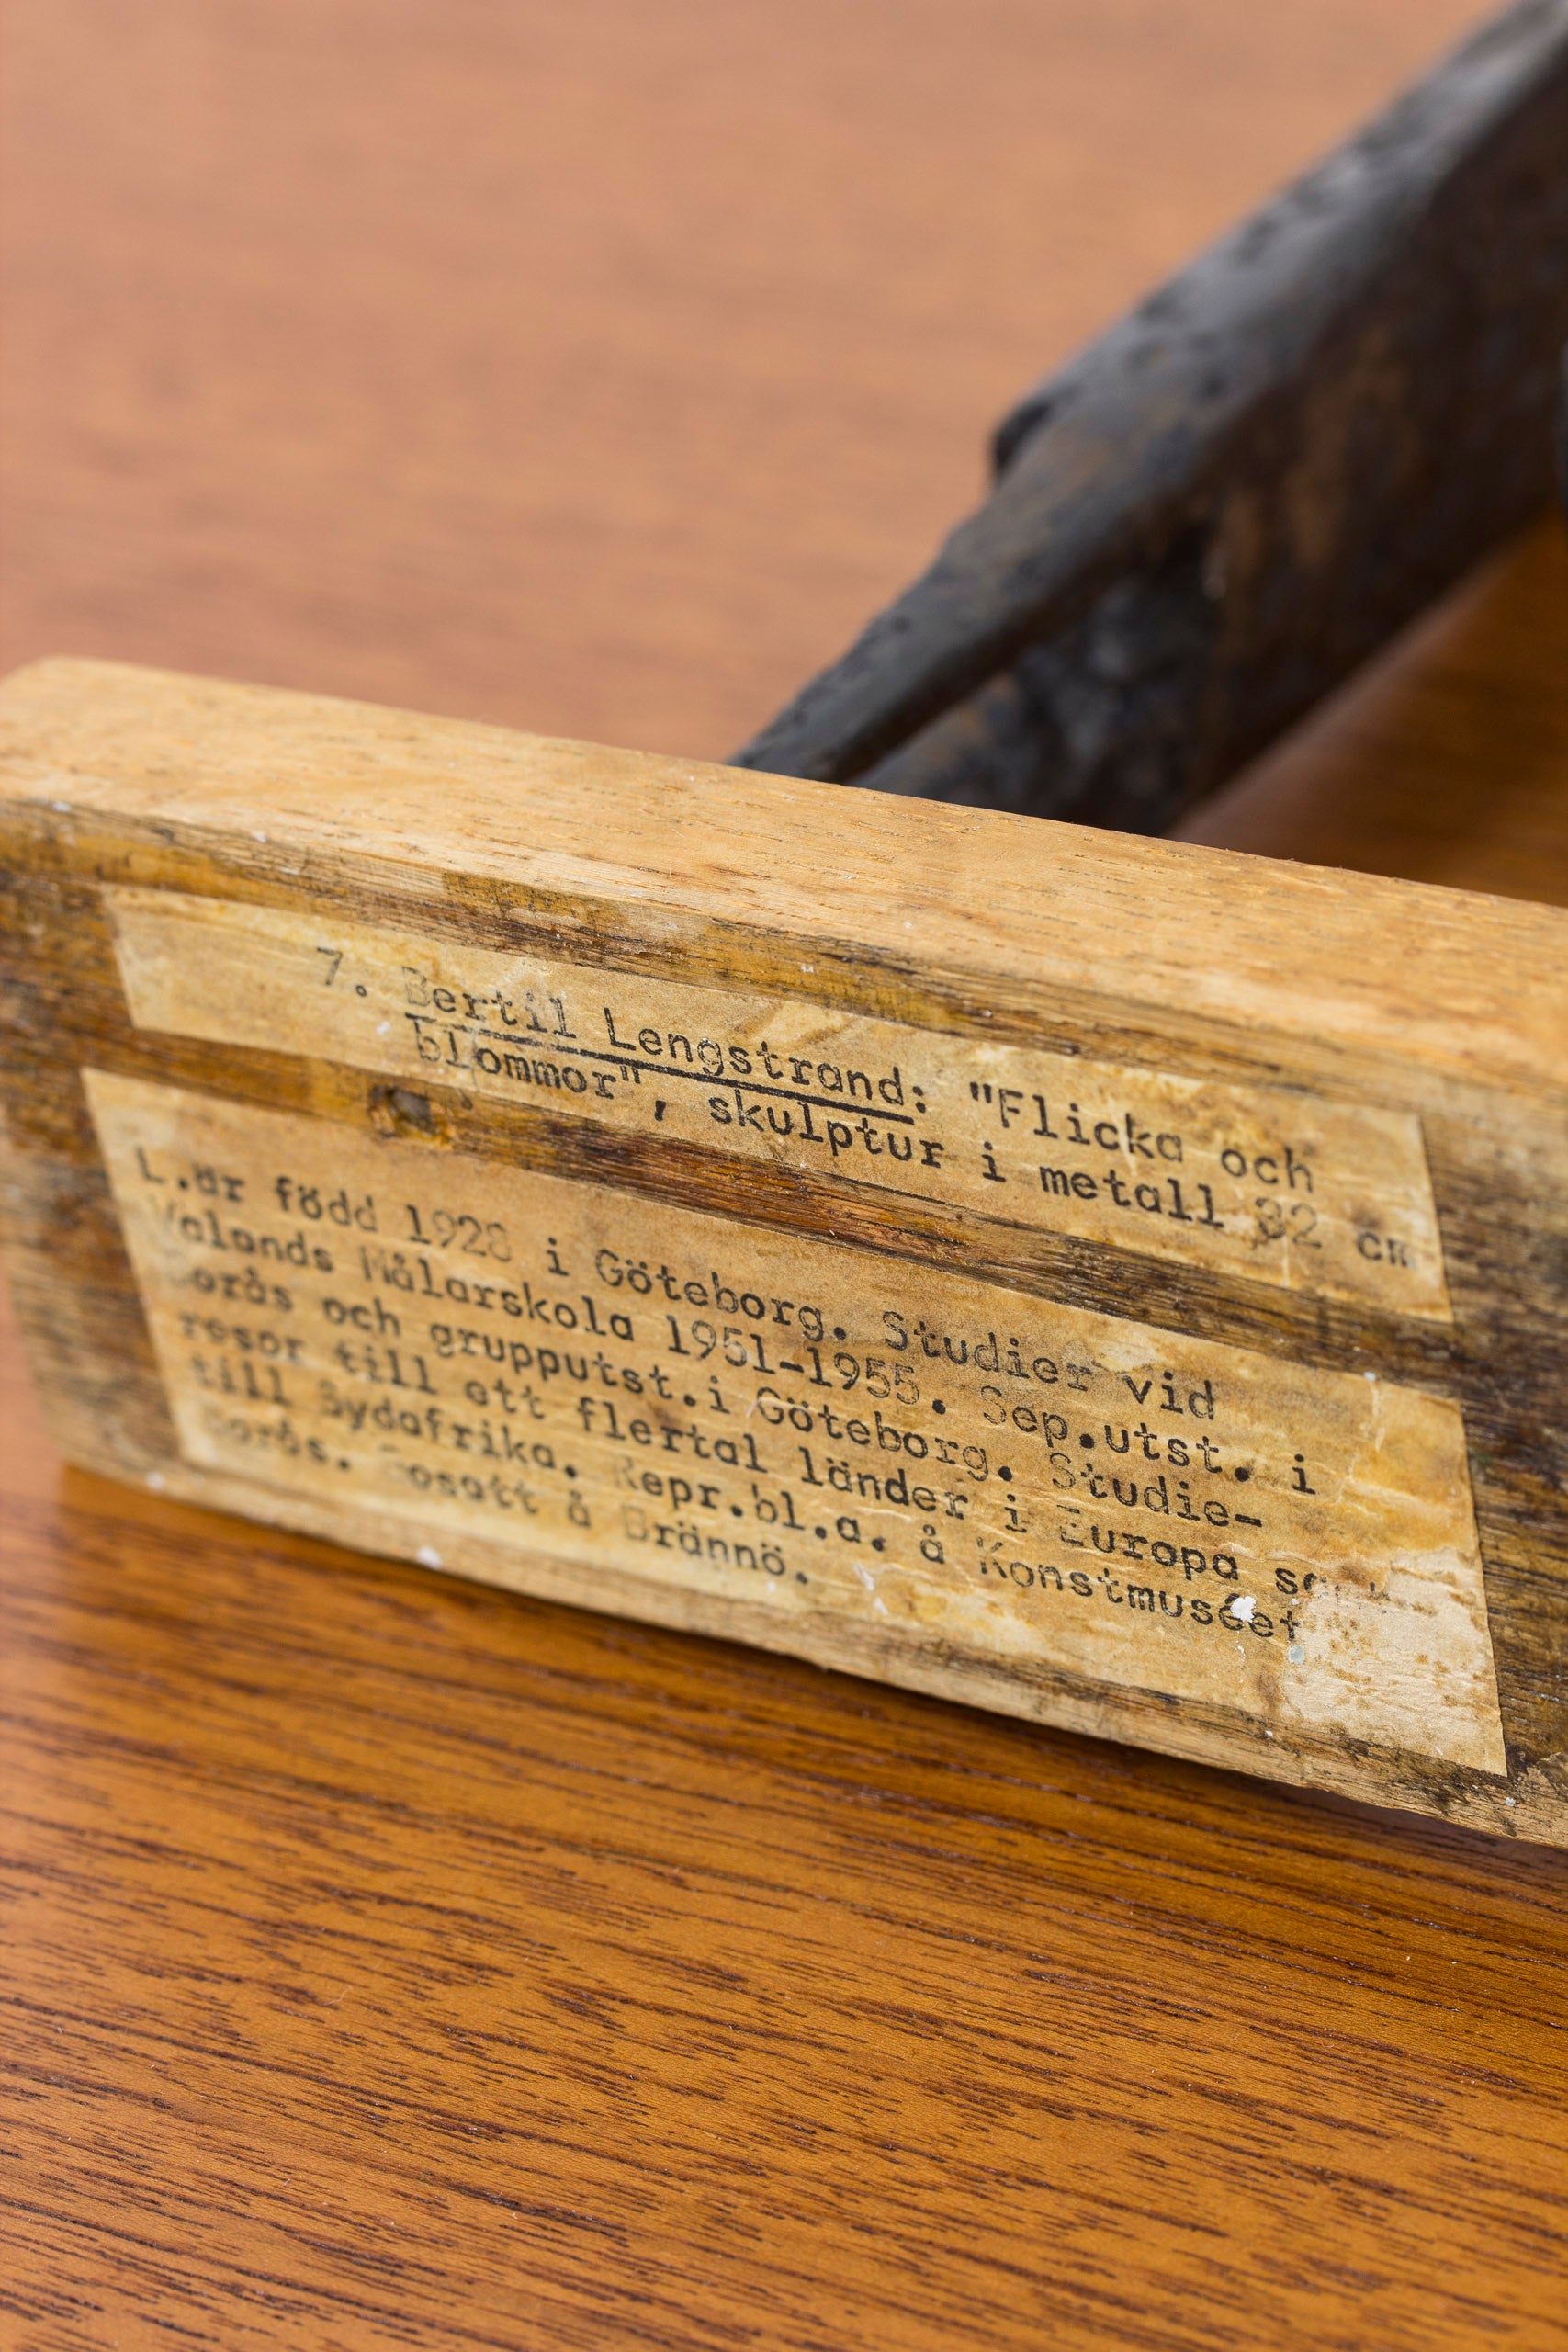 7. Bertil Lengstrand: "Flicka och
blommor", skulptur i metall 32 cm
L.är född 1928 i Göteborg. Studier vid
Valands Målarskola 1951-1955. Sep.utst. i
Borås och grupputst.i Göteborg. Studie-
resor till ett flertal länder i Europa samt
till Sydafrika. Repr.bl.a. å Konstmuséet
Borås. Bosatt å Brännö.